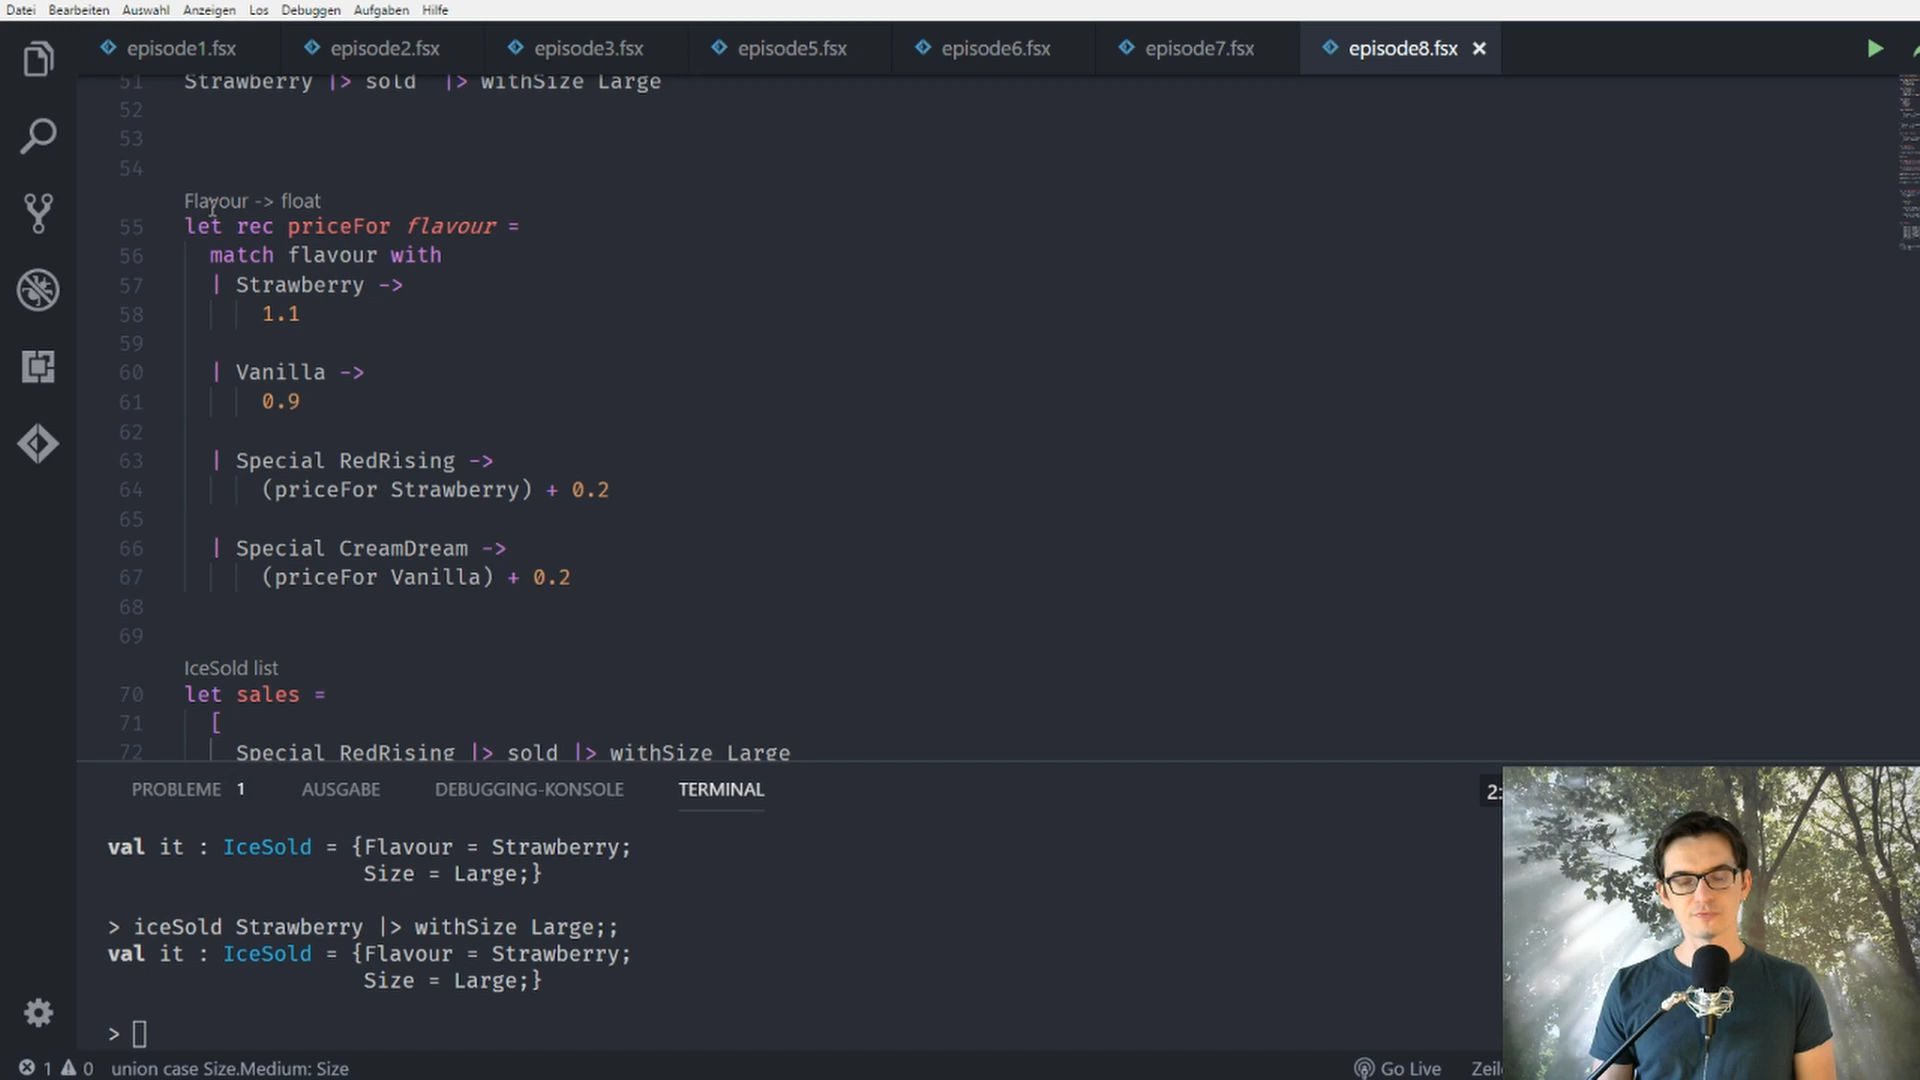 Datei Bearbeiten Auswahl Anzeigen Los Debuggen Aufgaben Hilfe
episode1.fsx episode2.fsx episode3.fsx episode5.fsx episode6.fsx episode7.fsx episode8.fsx
51 Strawberry |> sold  |> withSize Large
52
53
54
Flavour -> float
55 let rec priceFor flavour =
56 match flavour with
57 | Strawberry ->
58 1.1
59
60 | Vanilla ->
61 0.9
62
63 | Special RedRising ->
64 (priceFor Strawberry) + 0.2
65
66 | Special CreamDream ->
67 (priceFor Vanilla) + 0.2
68
69
IceSold list
70 let sales =
71 [
72 Special RedRising |> sold |> withSize Large
PROBLEME 1 AUSGABE DEBUGGING-KONSOLE TERMINAL 2:
val it : IceSold = {Flavour = Strawberry;
Size = Large;}
> iceSold Strawberry |> withSize Large;;
val it : IceSold = {Flavour = Strawberry;
Size = Large;}
>
1 0 union case Size.Medium: Size Go Live